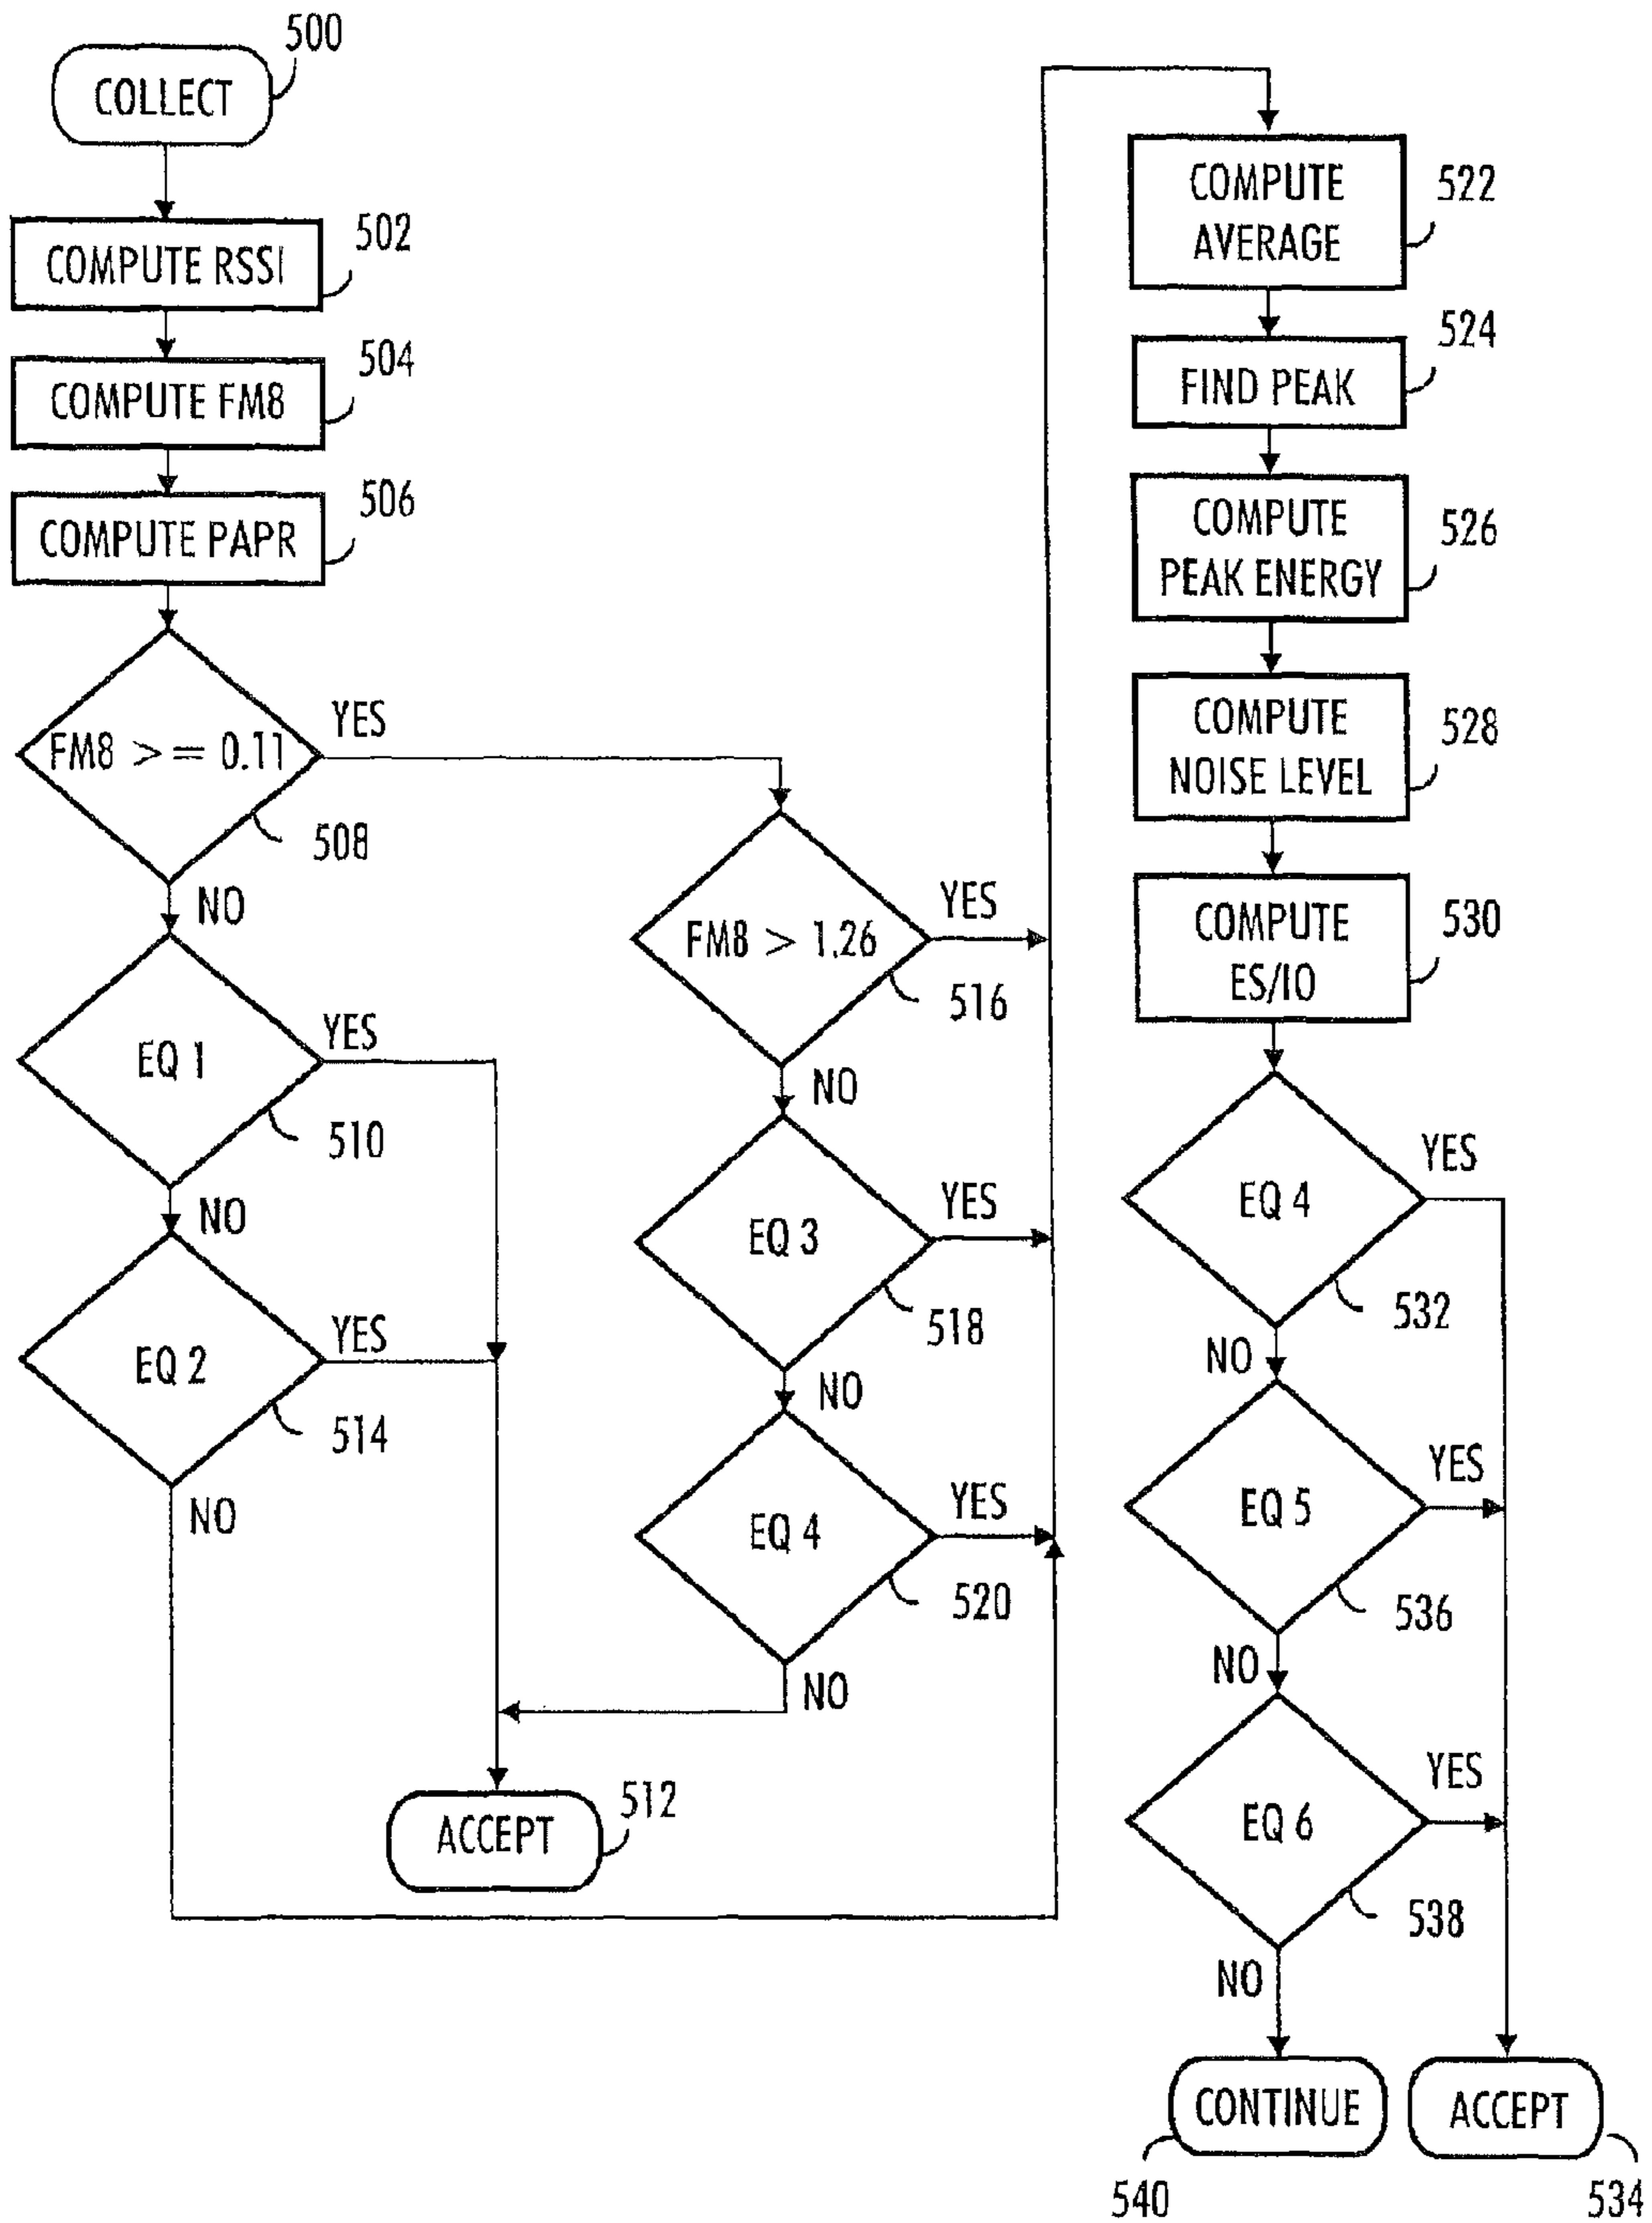 500
COLLECT
502
COMPUTE RSSI
504
COMPUTE FM8
506
COMPUTE PAPR
FM8 >= 0.11
YES
508
NO
EQ 1
YES
510
NO
EQ 2
YES
514
NO
FM8 > 1.26
YES
516
NO
EQ 3
YES
518
NO
EQ 4
YES
520
NO
ACCEPT
512
COMPUTE
AVERAGE
522
FIND PEAK
524
COMPUTE
PEAK ENERGY
526
COMPUTE
NOISE LEVEL
528
COMPUTE
ES/IO
530
EQ 4
YES
532
NO
EQ 5
YES
536
NO
EQ 6
YES
538
NO
CONTINUE
540
ACCEPT
534